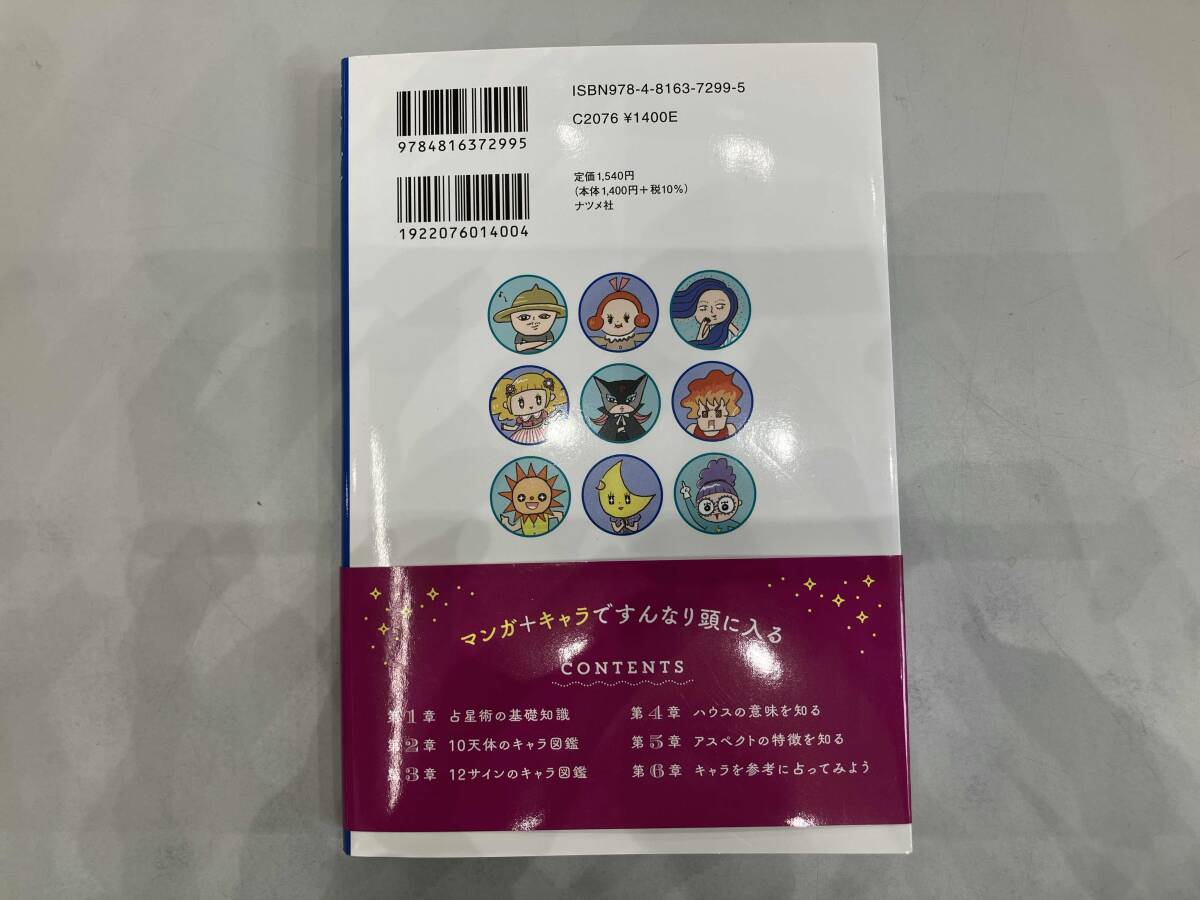 ISBN978-4-8163-7299-5
C2076 ¥1400E
9784816372995
定価1,540円
(本体1,400円+税10%)
ナツメ社
1922076014004
マンガ+キャラですんなり頭に入る
CONTENTS
第1章 占星術の基礎知識
第2章 10天体のキャラ図鑑
第3章 12サインのキャラ図鑑
第4章 ハウスの意味を知る
第5章 アスペクトの特徴を知る
第6章 キャラを参考に占ってみよう